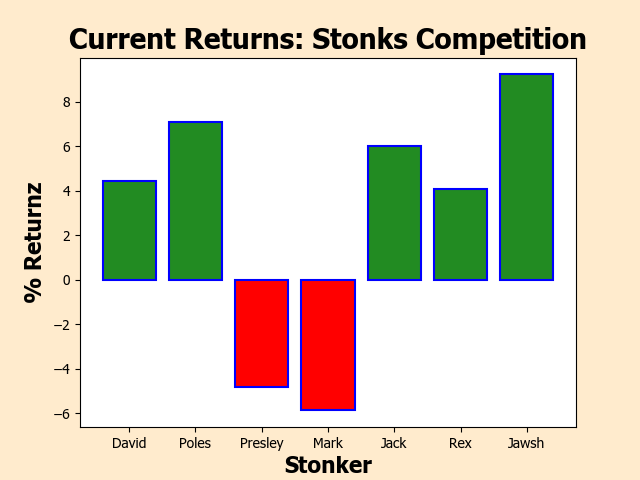 Current Returns: Stonks Competition
% Returnz
8
6
4
2
0
−2
−4
−6
David Poles Presley Mark Jack Rex Jawsh
Stonker